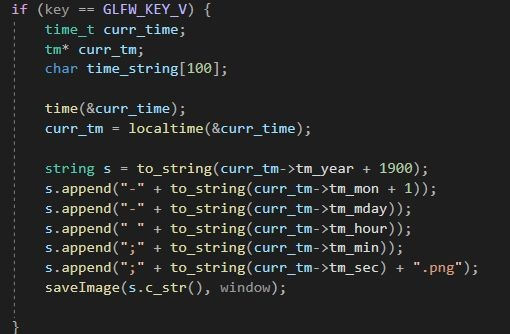 if (key == GLFW_KEY_V) {
time_t curr_time;
tm* curr_tm;
char time_string[100];
time(&curr_time);
curr_tm = localtime(&curr_time);
string s = to_string(curr_tm->tm_year + 1900);
s.append("-" + to_string(curr_tm->tm_mon + 1));
s.append("-" + to_string(curr_tm->tm_mday));
s.append(" " + to_string(curr_tm->tm_hour));
s.append(";" + to_string(curr_tm->tm_min));
s.append(";" + to_string(curr_tm->tm_sec) + ".png");
saveImage(s.c_str(), window);
}